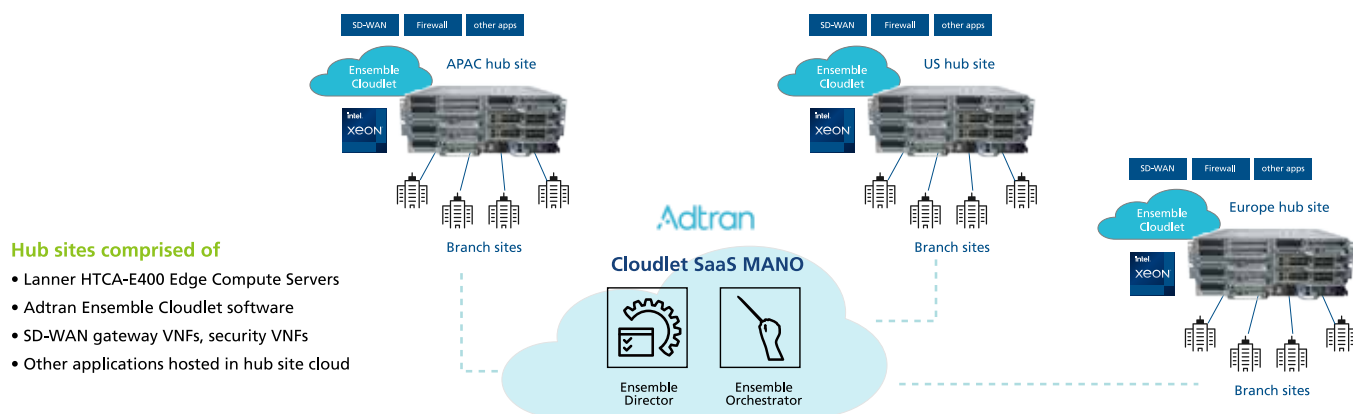 SD-WAN
Firewall
other apps
Ensemble
Cloudlet
APAC hub site
intel.
XEON
Branch sites
SD-WAN
Firewall
other apps
Ensemble
Cloudlet
US hub site
intel.
XEON
Branch sites
SD-WAN
Firewall
other apps
Ensemble
Cloudlet
Europe hub site
intel.
XEON
Branch sites
Adtran
Cloudlet SaaS MANO
Ensemble
Director
Ensemble
Orchestrator
Hub sites comprised of
• Lanner HTCA-E400 Edge Compute Servers
• Adtran Ensemble Cloudlet software
• SD-WAN gateway VNFs, security VNFs
• Other applications hosted in hub site cloud